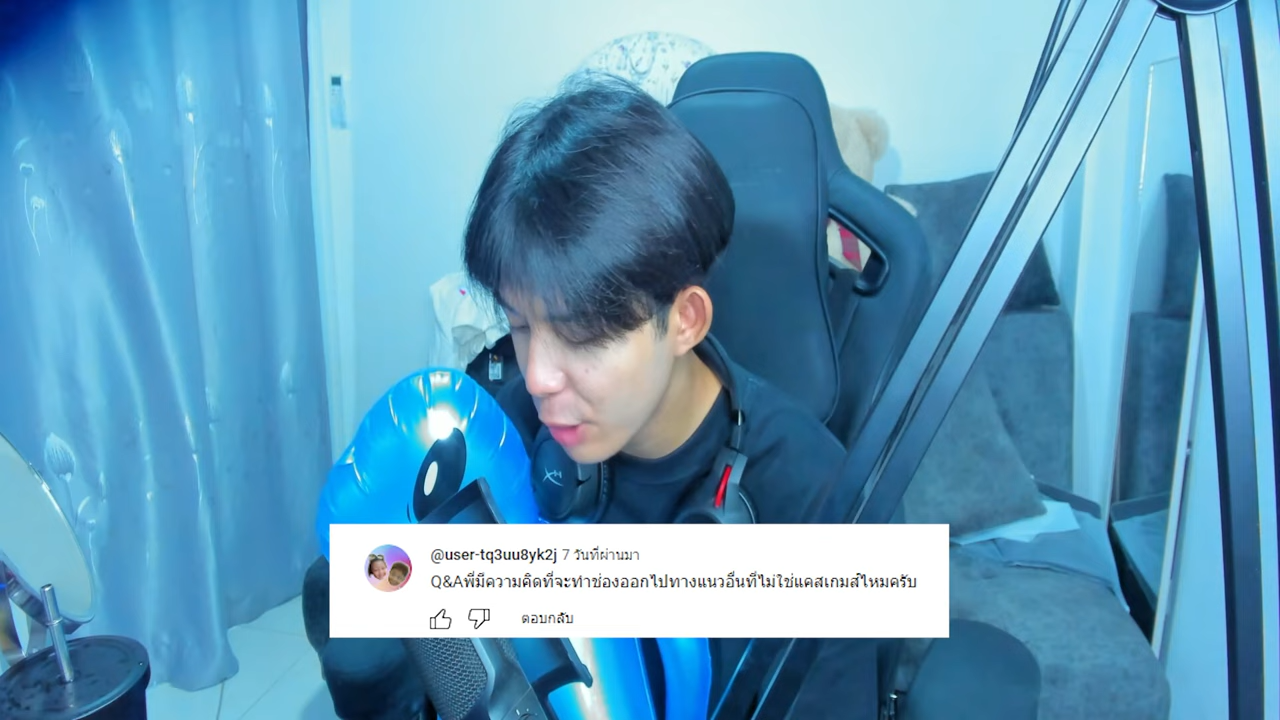 @user-tq3uu8yk2j 7 วันที่ผ่านมา
Q&Aพี่มีความคิดที่จะทำช่องออกไปทางแนวอื่นที่ไม่ใช่แคสเกมส์ไหมครับ
ตอบกลับ